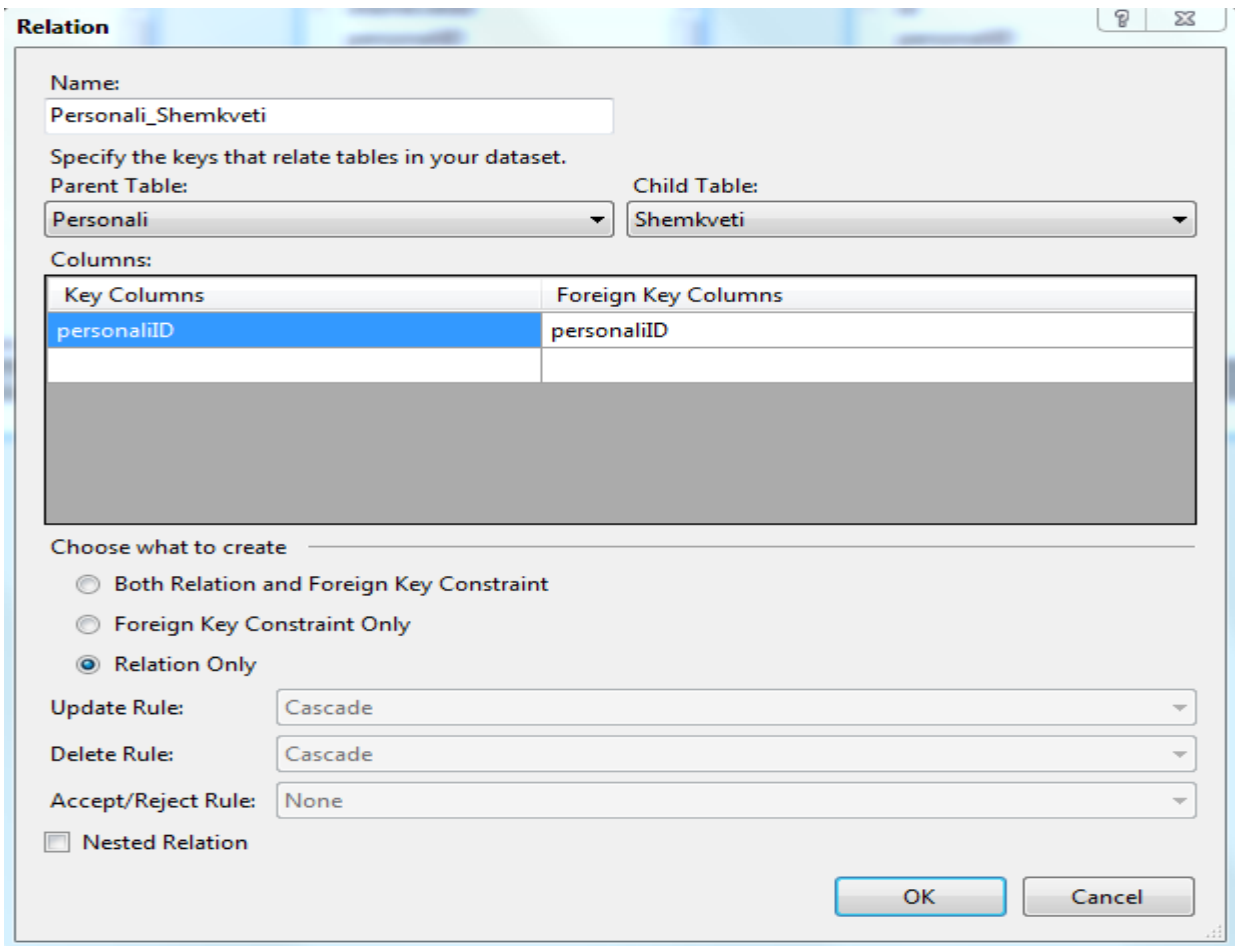 Relation
Name:
Personali_Shemkveti
Specify the keys that relate tables in your dataset.
Parent Table: Child Table:
Personali Shemkveti
Columns:
Key Columns Foreign Key Columns
personaliID personaliID
Choose what to create
Both Relation and Foreign Key Constraint
Foreign Key Constraint Only
Relation Only
Update Rule: Cascade
Delete Rule: Cascade
Accept/Reject Rule: None
Nested Relation
OK Cancel